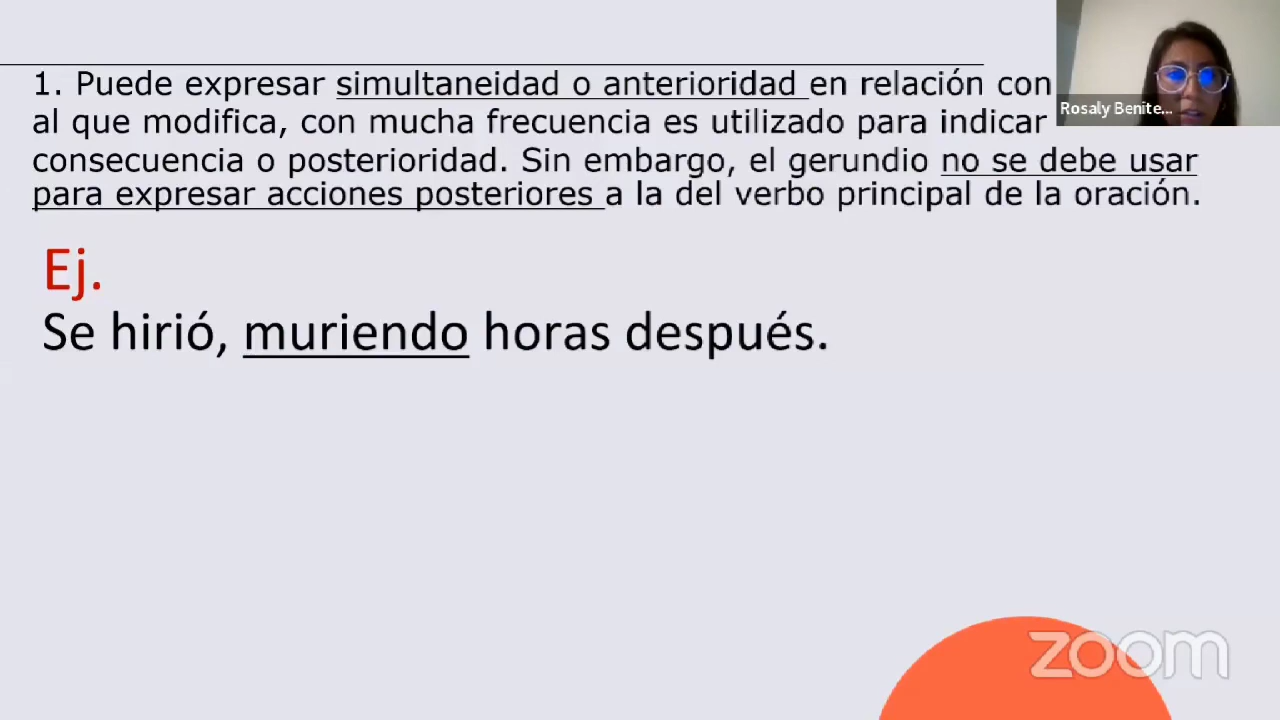 1. Puede expresar simultaneidad o anterioridad en relación con
al que modifica, con mucha frecuencia es utilizado para indicar
consecuencia o posterioridad. Sin embargo, el gerundio no se debe usar
para expresar acciones posteriores a la del verbo principal de la oración.
Ej.
Se hirió, muriendo horas después.
Rosaly Benite...
zoom